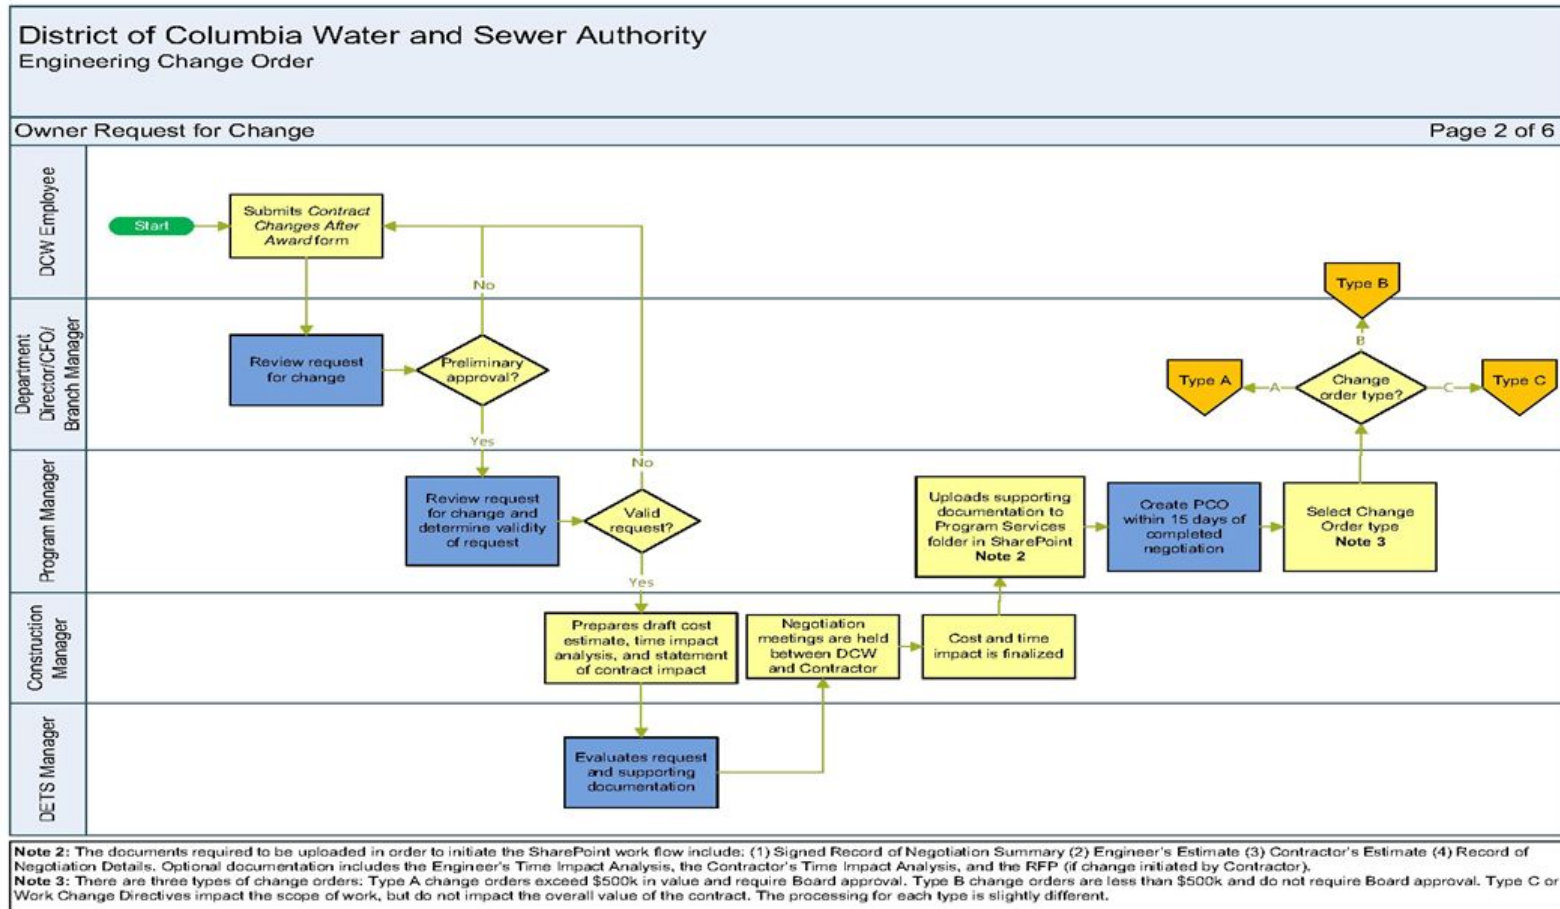 District of Columbia Water and Sewer Authority
Engineering Change Order
Owner Request for Change
Page 2 of 6
DCW Employee
Start
Submits Contract
Changes After
Award form
No
Type B
Department
Director/CFO/
Branch Manager
Review request
for change
Preliminary
approval?
Yes
B
Type A
A
Change
order type?
C
Type C
Program Manager
Review request
for change and
determine validity
of request
No
Valid
request?
Yes
Uploads supporting
documentation to
Program Services
folder in SharePoint
Note 2
Create PCO
within 15 days of
completed
negotiation
Select Change
Order type
Note 3
Construction
Manager
Prepares draft cost
estimate, time impact
analysis, and statement
of contract impact
Negotiation
meetings are held
between DCW
and Contractor
Cost and time
impact is finalized
DETS Manager
Evaluates request
and supporting
documentation
Note 2: The documents required to be uploaded in order to initiate the SharePoint work flow include: (1) Signed Record of Negotiation Summary (2) Engineer's Estimate (3) Contractor's Estimate (4) Record of
Negotiation Details. Optional documentation includes the Engineer's Time Impact Analysis, the Contractor's Time Impact Analysis, and the RFP (if change initiated by Contractor).
Note 3: There are three types of change orders: Type A change orders exceed $500k in value and require Board approval. Type B change orders are less than $500k and do not require Board approval. Type C or
Work Change Directives impact the scope of work, but do not impact the overall value of the contract. The processing for each type is slightly different.